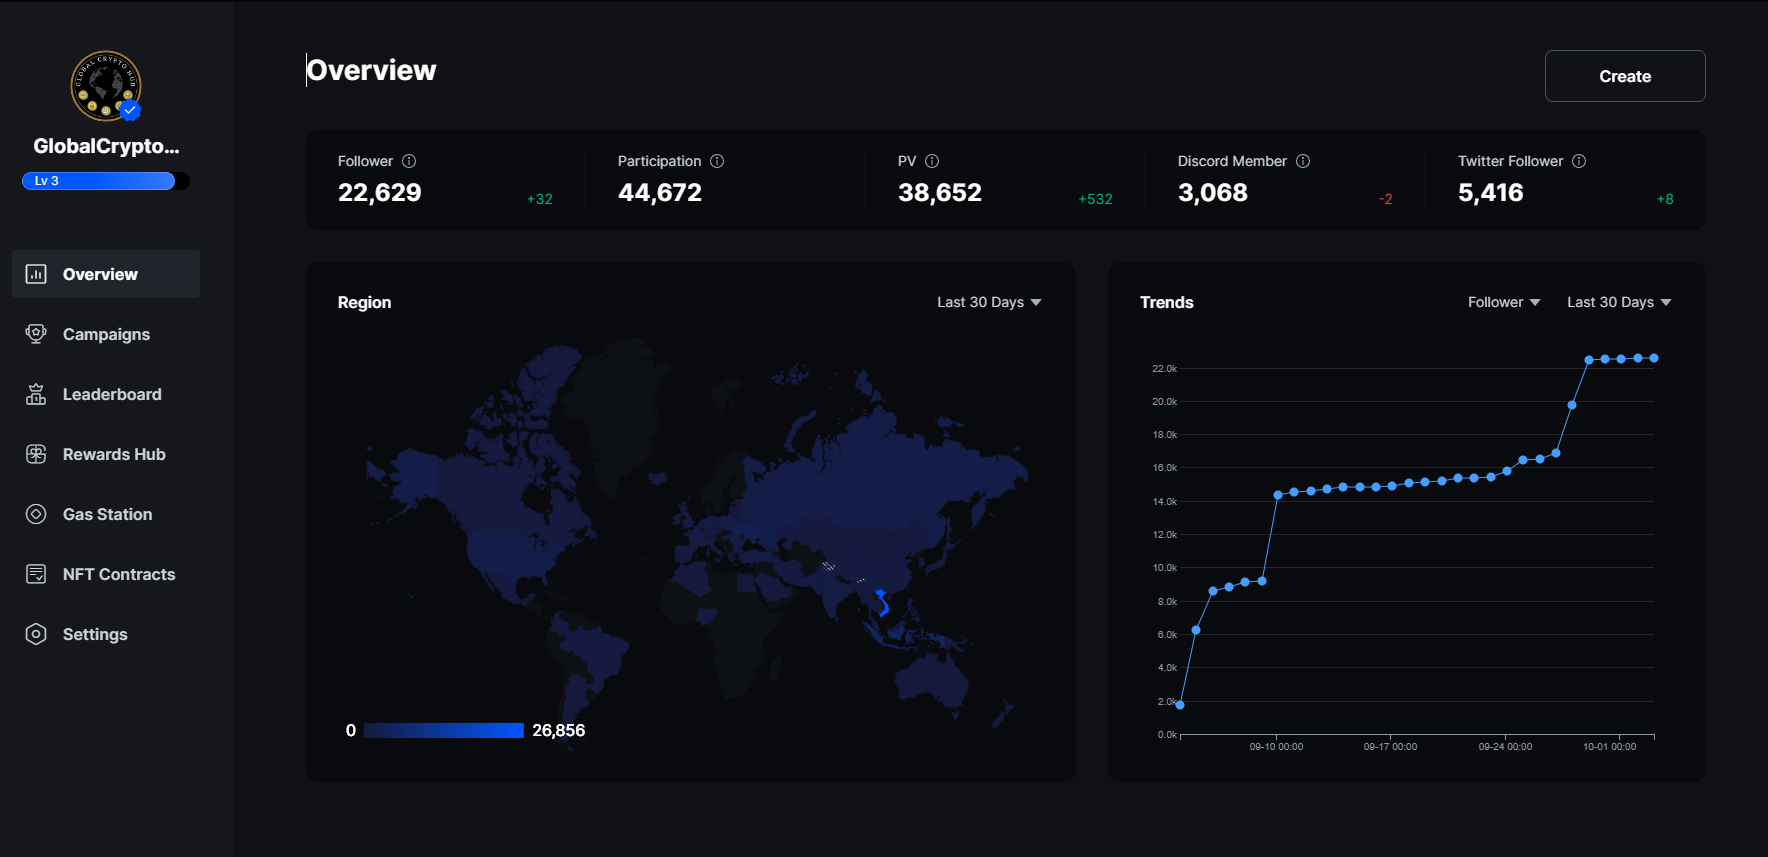 GLOBAL CRYPTO HUB
GlobalCrypto...
Lv 3
Overview
Campaigns
Leaderboard
Rewards Hub
Gas Station
NFT Contracts
Settings
Overview
Create
Follower
22,629
+32
Participation
44,672
PV
38,652
+532
Discord Member
3,068
-2
Twitter Follower
5,416
+8
Region
Last 30 Days
0
26,856
Trends
Follower
Last 30 Days
22.0k
20.0k
18.0k
16.0k
14.0k
12.0k
10.0k
8.0k
6.0k
4.0k
2.0k
0.0k
09-10 00:00
09-17 00:00
09-24 00:00
10-01 00:00